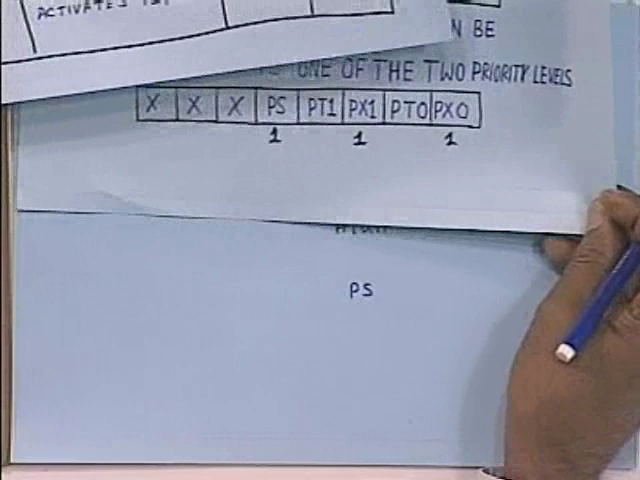 ACTIVATES
N BE
ONE OF THE TWO PRIORITY LEVELS
X X X PS PT1 PX1 PT0 PX0
1 1 1
PS